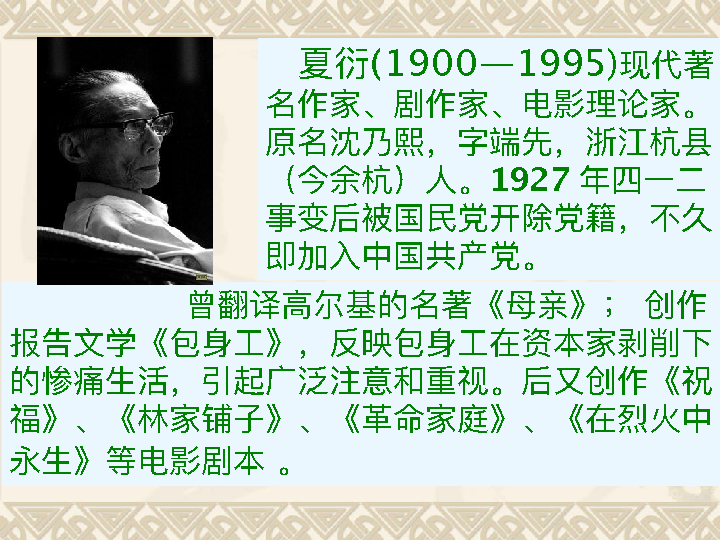 夏衍(1900—1995)现代著
名作家、剧作家、电影理论家。
原名沈乃熙，字端先，浙江杭县
（今余杭）人。1927 年四一二
事变后被国民党开除党籍，不久
即加入中国共产党。
曾翻译高尔基的名著《母亲》； 创作
报告文学《包身工》，反映包身工在资本家剥削下
的惨痛生活，引起广泛注意和重视。后又创作《祝
福》、《林家铺子》、《革命家庭》、《在烈火中
永生》等电影剧本 。